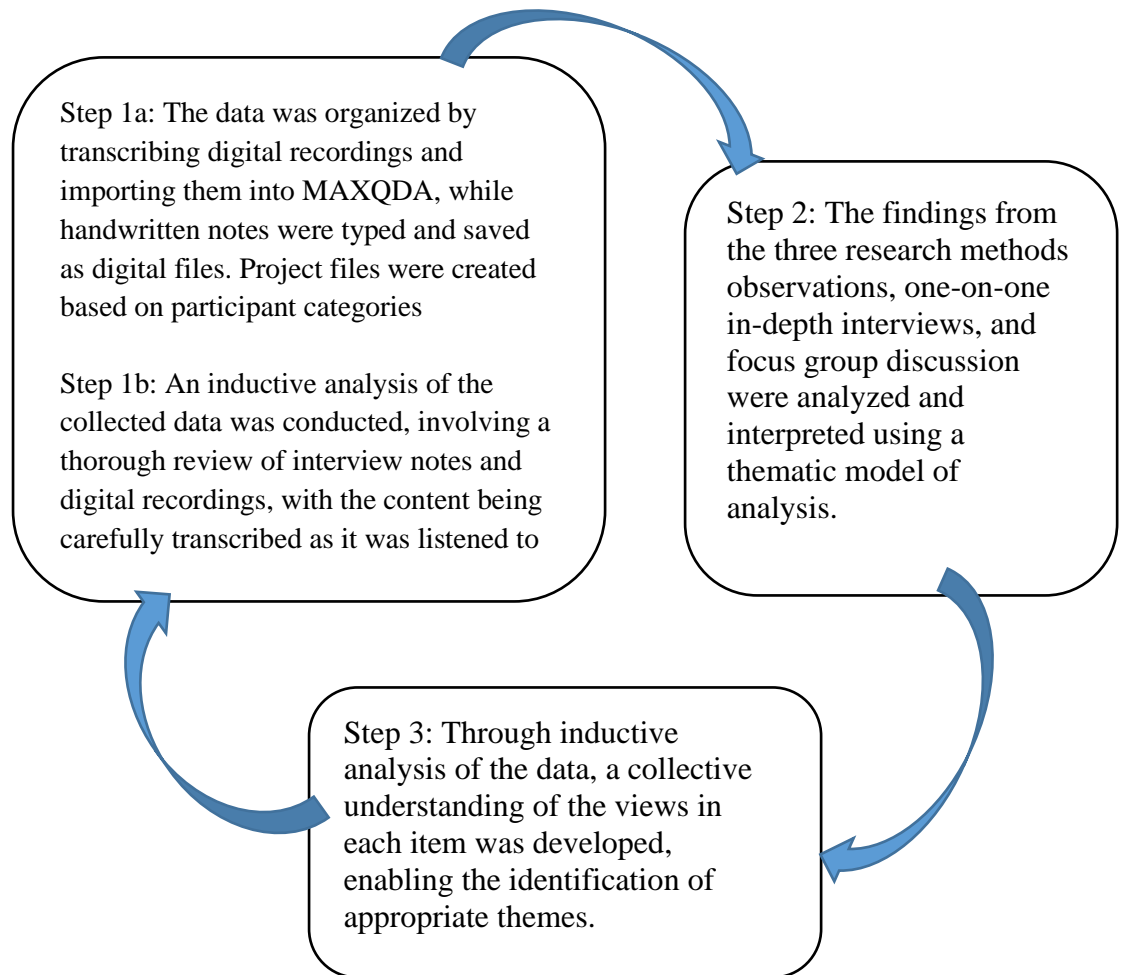 Step 1a: The data was organized by
transcribing digital recordings and
importing them into MAXQDA, while
handwritten notes were typed and saved
as digital files. Project files were created
based on participant categories
Step 1b: An inductive analysis of the
collected data was conducted, involving a
thorough review of interview notes and
digital recordings, with the content being
carefully transcribed as it was listened to
Step 2: The findings from
the three research methods
observations, one-on-one
in-depth interviews, and
focus group discussion
were analyzed and
interpreted using a
thematic model of
analysis.
Step 3: Through inductive
analysis of the data, a collective
understanding of the views in
each item was developed,
enabling the identification of
appropriate themes.